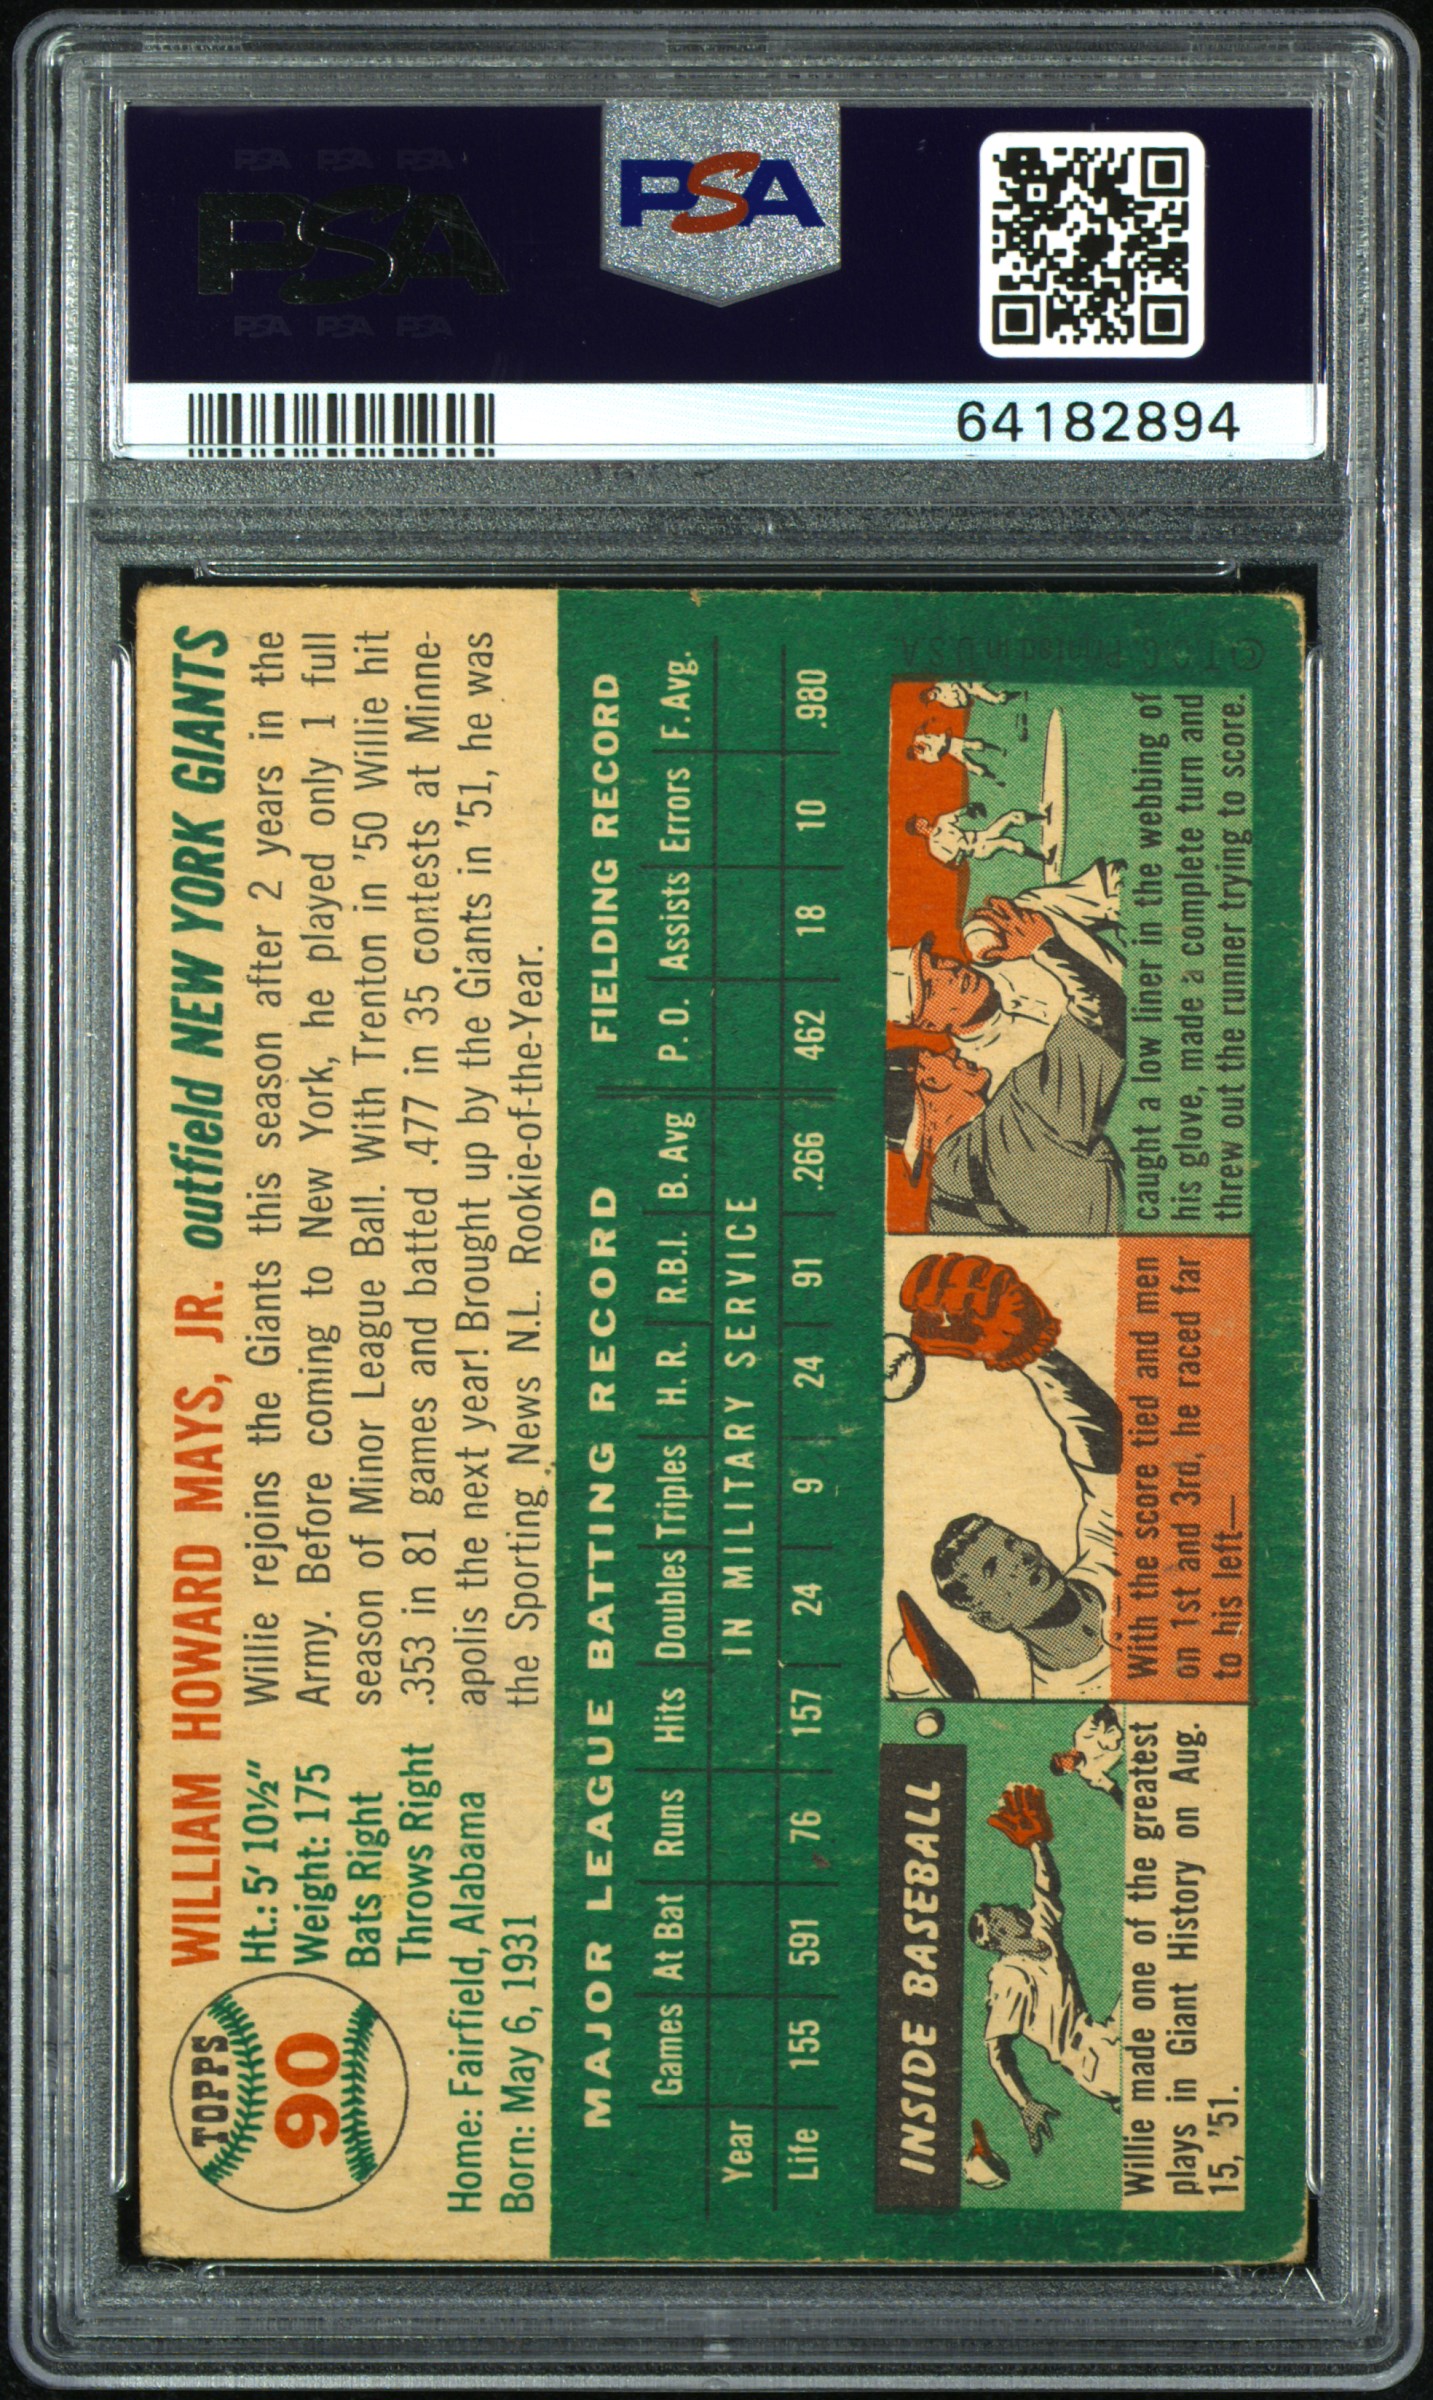 PSA PSA PSA
PSA
PSA PSA PSA
PSA
64182894
TOPPS
90
WILLIAM HOWARD MAYS, JR. outfield NEW YORK GIANTS
Ht.: 5' 10½"
Weight: 175
Bats Right
Throws Right
Home: Fairfield, Alabama
Born: May 6, 1931
Willie rejoins the Giants this season after 2 years in the
Army. Before coming to New York, he played only 1 full
season of Minor League Ball. With Trenton in '50 Willie hit
.353 in 81 games and batted .477 in 35 contests at Minne-
apolis the next year! Brought up by the Giants in '51, he was
the Sporting News N.L. Rookie-of-the-Year.
MAJOR LEAGUE BATTING RECORD FIELDING RECORD
Games At Bat Runs Hits Doubles Triples H. R. R.B.I. B. Avg P. O. Assists Errors F. Avg.
Year IN MILITARY SERVICE
Life 155 591 76 157 24 9 24 91 .266 462 18 10 .980
INSIDE BASEBALL
Willie made one of the greatest
plays in Giant History on Aug.
15, '51.
With the score tied and men
on 1st and 3rd, he raced far
to his left—
caught a low liner in the webbing of
his glove, made a complete turn and
threw out the runner trying to score.
© T.C.G. Printed in U.S.A.